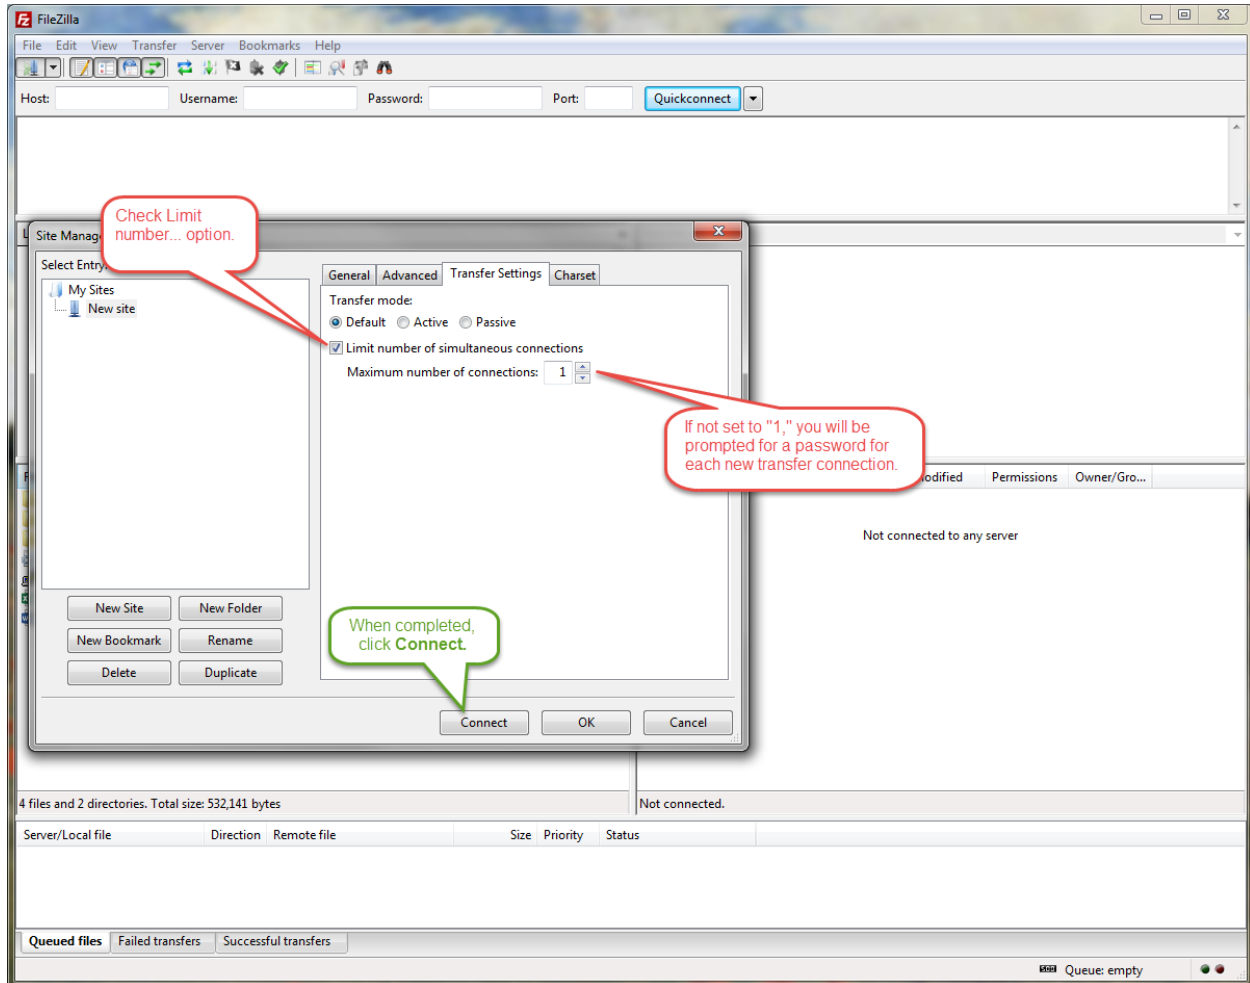 FileZilla
File Edit View Transfer Server Bookmarks Help
Host: Username: Password: Port: Quickconnect
Check Limit
number... option.
Site Manag
Select Entry
My Sites
New site
General Advanced Transfer Settings Charset
Transfer mode:
Default Active Passive
Limit number of simultaneous connections
Maximum number of connections: 1
If not set to "1," you will be
prompted for a password for
each new transfer connection.
odified Permissions Owner/Gro...
Not connected to any server
New Site New Folder
New Bookmark Rename
Delete Duplicate
When completed,
click Connect.
Connect OK Cancel
4 files and 2 directories. Total size: 532,141 bytes
Not connected.
Server/Local file Direction Remote file Size Priority Status
Queued files Failed transfers Successful transfers
Queue: empty